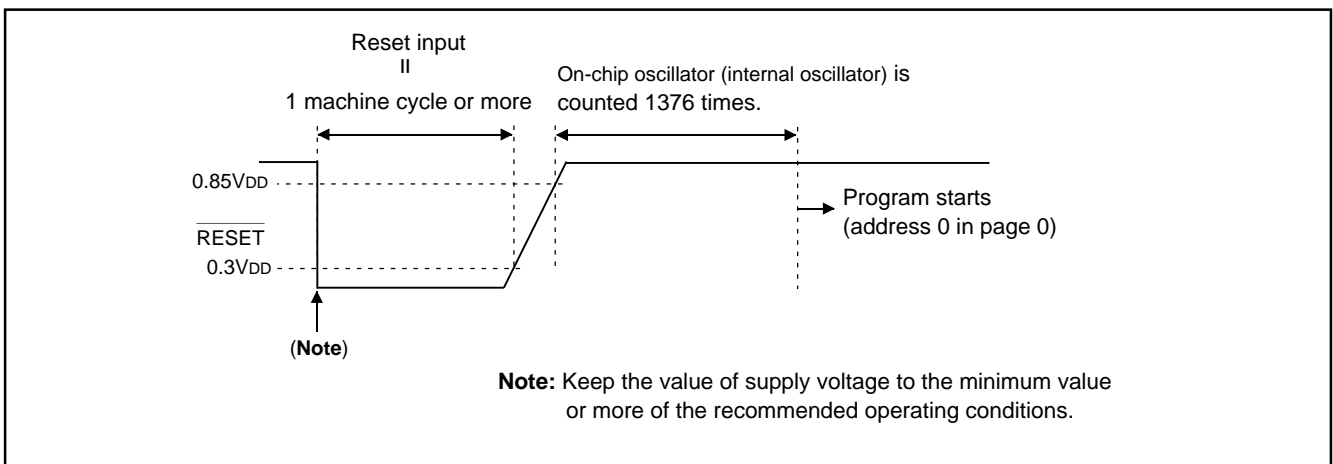 Reset input
=
1 machine cycle or more
On-chip oscillator (internal oscillator) is
counted 1376 times.
0.85VDD
RESET
0.3VDD
Program starts
(address 0 in page 0)
(Note)
Note: Keep the value of supply voltage to the minimum value
or more of the recommended operating conditions.